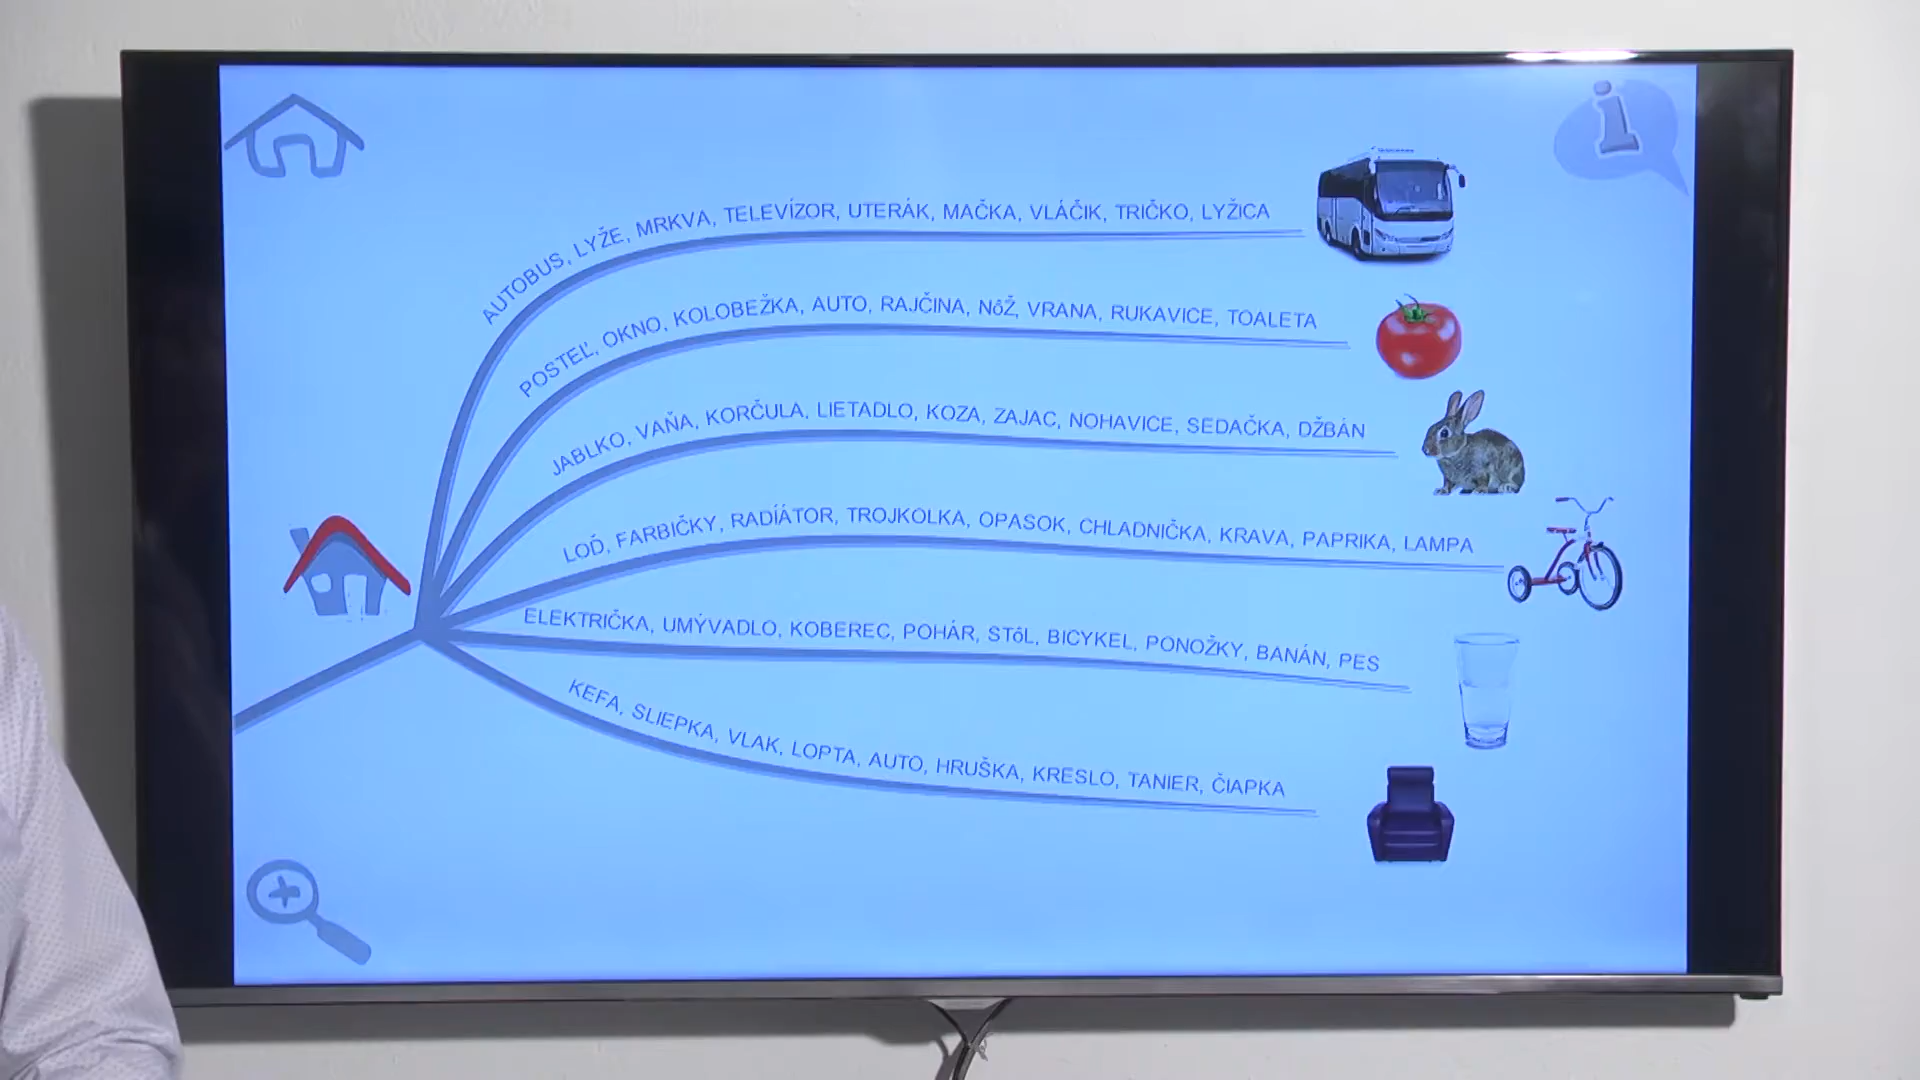 AUTOBUS, LYŽE, MRKVA, TELEVÍZOR, UTERÁK, MAČKA, VLÁČIK, TRIČKO, LYŽICA
POSTEĽ, OKNO, KOLOBEŽKA, AUTO, RAJČINA, NôŽ, VRANA, RUKAVICE, TOALETA
JABLKO, VAŇA, KORČULA, LIETADLO, KOZA, ZAJAC, NOHAVICE, SEDAČKA, DŽBÁN
LOĎ, FARBIČKY, RADÍÁTOR, TROJKOLKA, OPASOK, CHLADNIČKA, KRAVA, PAPRIKA, LAMPA
ELEKTRIČKA, UMÝVADLO, KOBEREC, POHÁR, STôL, BICYKEL, PONOŽKY, BANÁN, PES
KEFA, SLIEPKA, VLAK, LOPTA, AUTO, HRUŠKA, KRESLO, TANIER, ČIAPKA